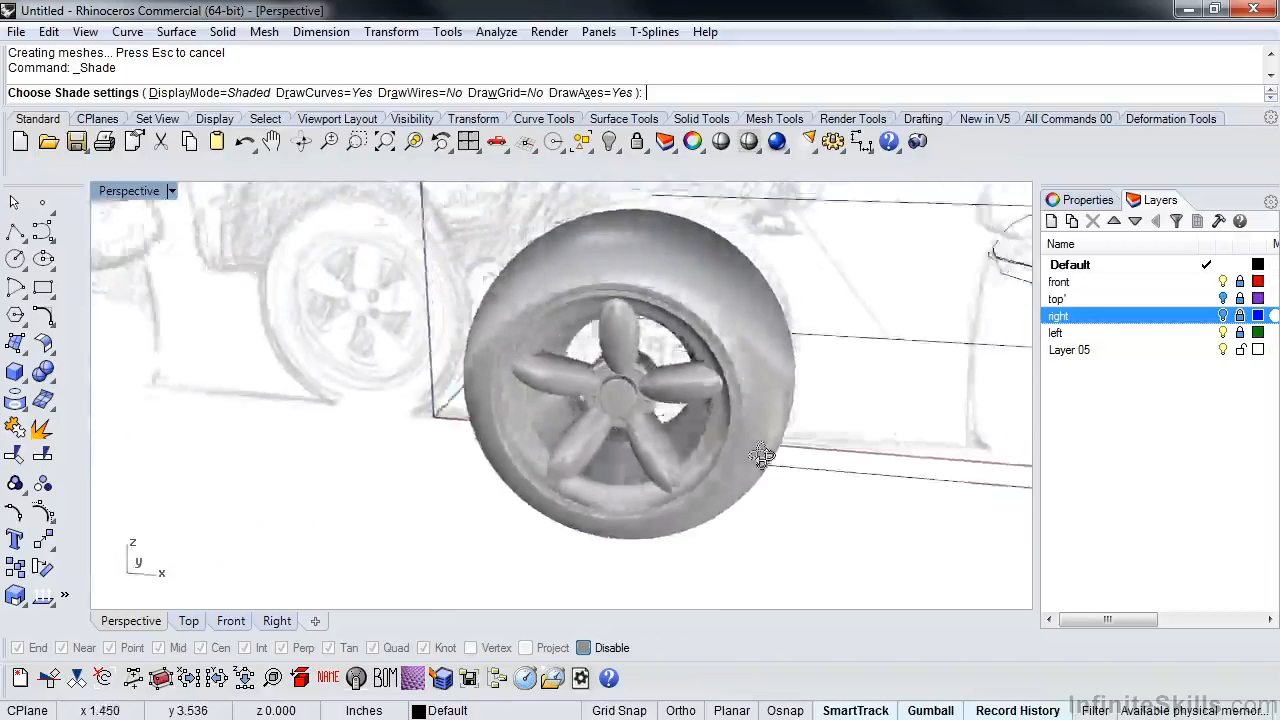 Untitled - Rhinoceros Commercial (64-bit) - [Perspective]
File Edit View Curve Surface Solid Mesh Dimension Transform Tools Analyze Render Panels T-Splines Help
Creating meshes... Press Esc to cancel
Command: _Shade
Choose Shade settings ( DisplayMode=Shaded DrawCurves=Yes DrawWires=No DrawGrid=No DrawAxes=Yes ):
Standard CPlanes Set View Display Select Viewport Layout Visibility Transform Curve Tools Surface Tools Solid Tools Mesh Tools Render Tools Drafting New in V5 All Commands 00 Deformation Tools
Perspective
Properties Layers
Name M
Default
front
top'
right
left
Layer 05
z
y
x
Perspective Top Front Right
End Near Point Mid Cen Int Perp Tan Quad Knot Vertex Project Disable
NAME BOM
CPlane x 1.450 y 3.536 z 0.000 Inches Default Grid Snap Ortho Planar Osnap SmartTrack Gumball Record History Filter Available physical memor...
InfiniteSkills.com